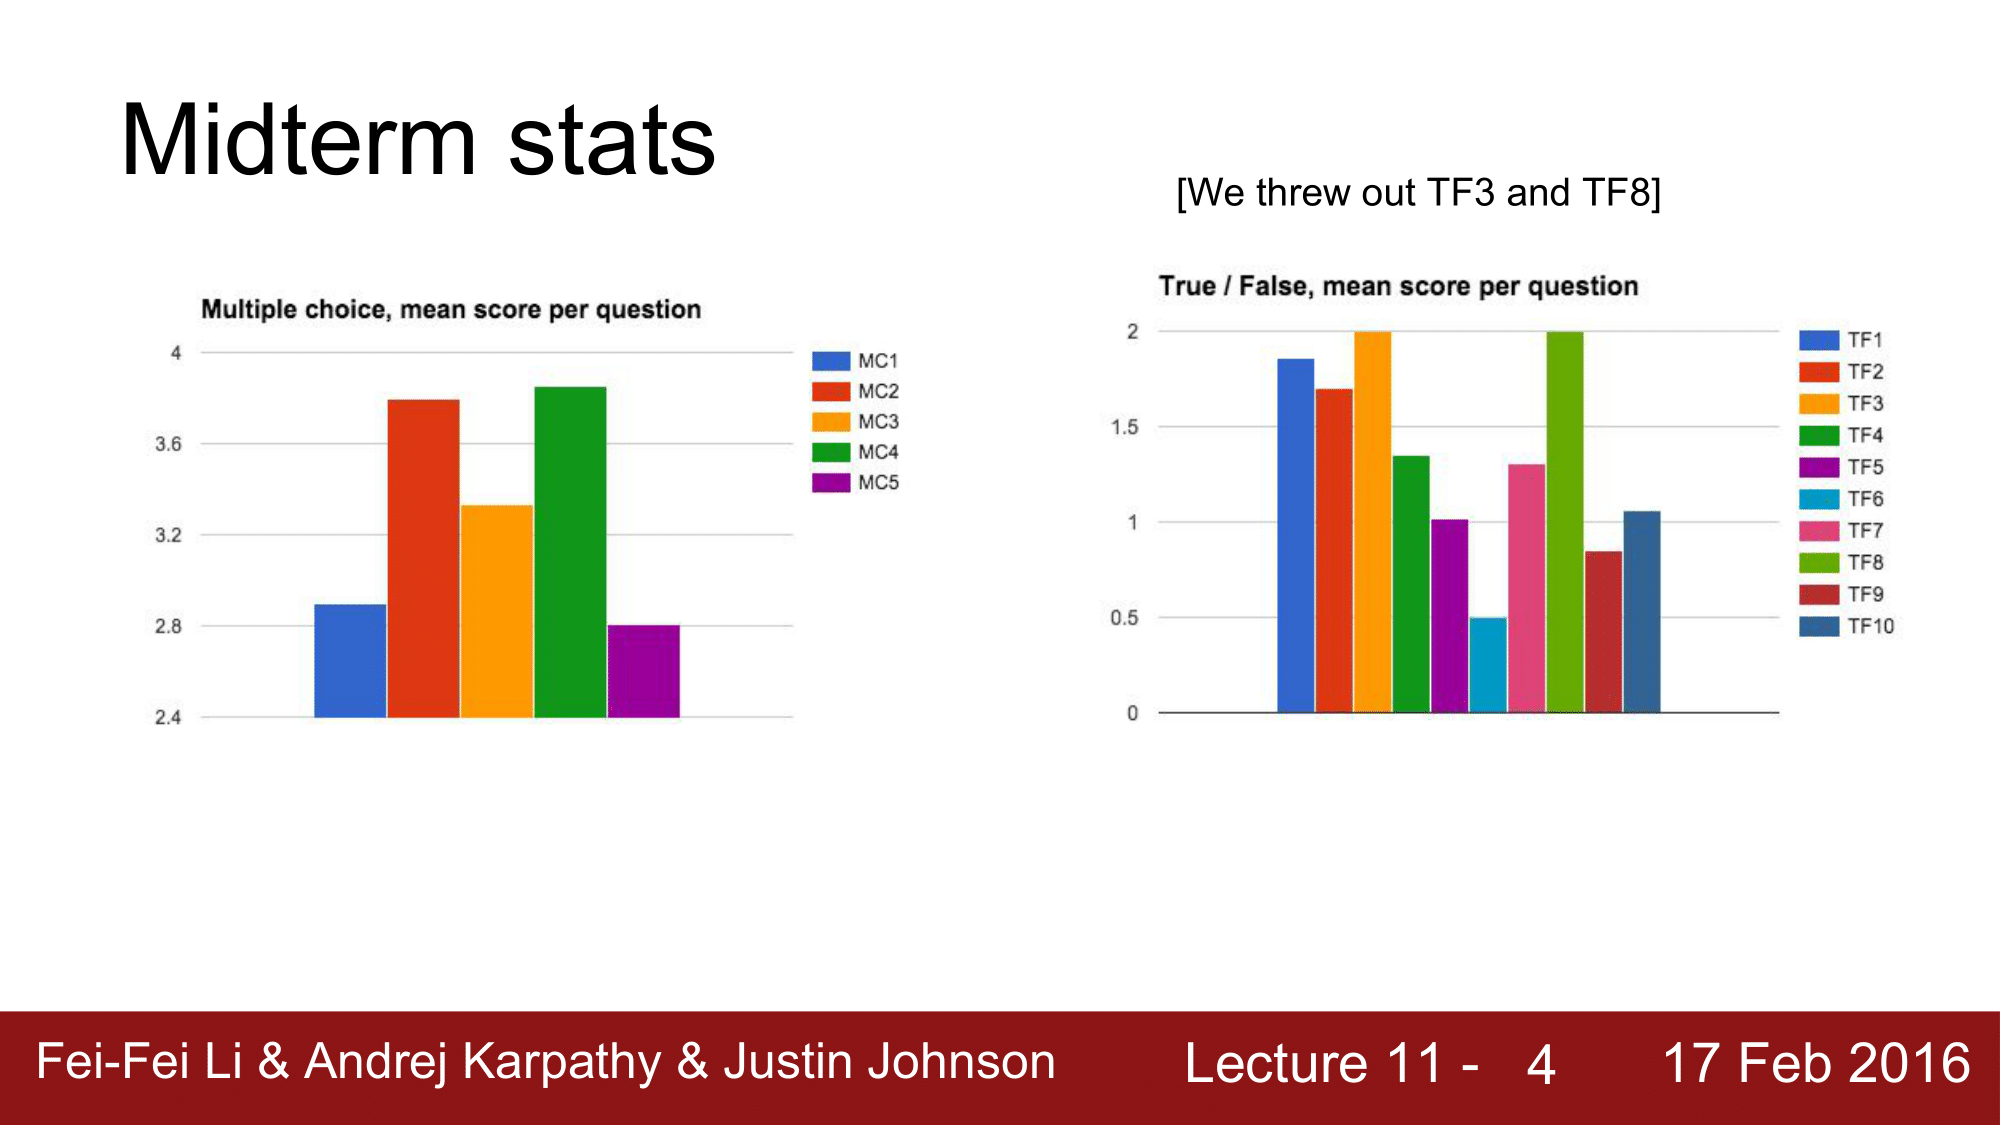 Midterm stats
[We threw out TF3 and TF8]
Multiple choice, mean score per question
4
3.6
3.2
2.8
2.4
MC1
MC2
MC3
MC4
MC5
True / False, mean score per question
2
1.5
1
0.5
0
TF1
TF2
TF3
TF4
TF5
TF6
TF7
TF8
TF9
TF10
Fei-Fei Li & Andrej Karpathy & Justin Johnson Lecture 11 - 4 17 Feb 2016